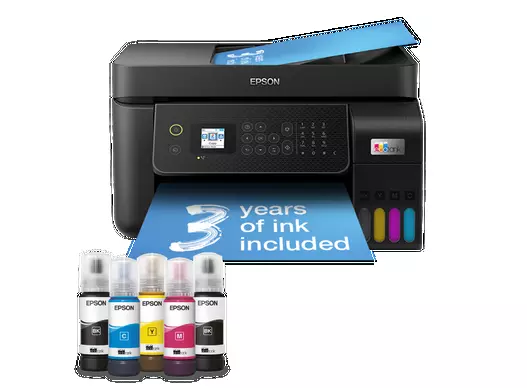 EPSON
3 years
of ink
included
EPSON
EPSON
EPSON
EPSON
EPSON
BK
C
Y
M
BK